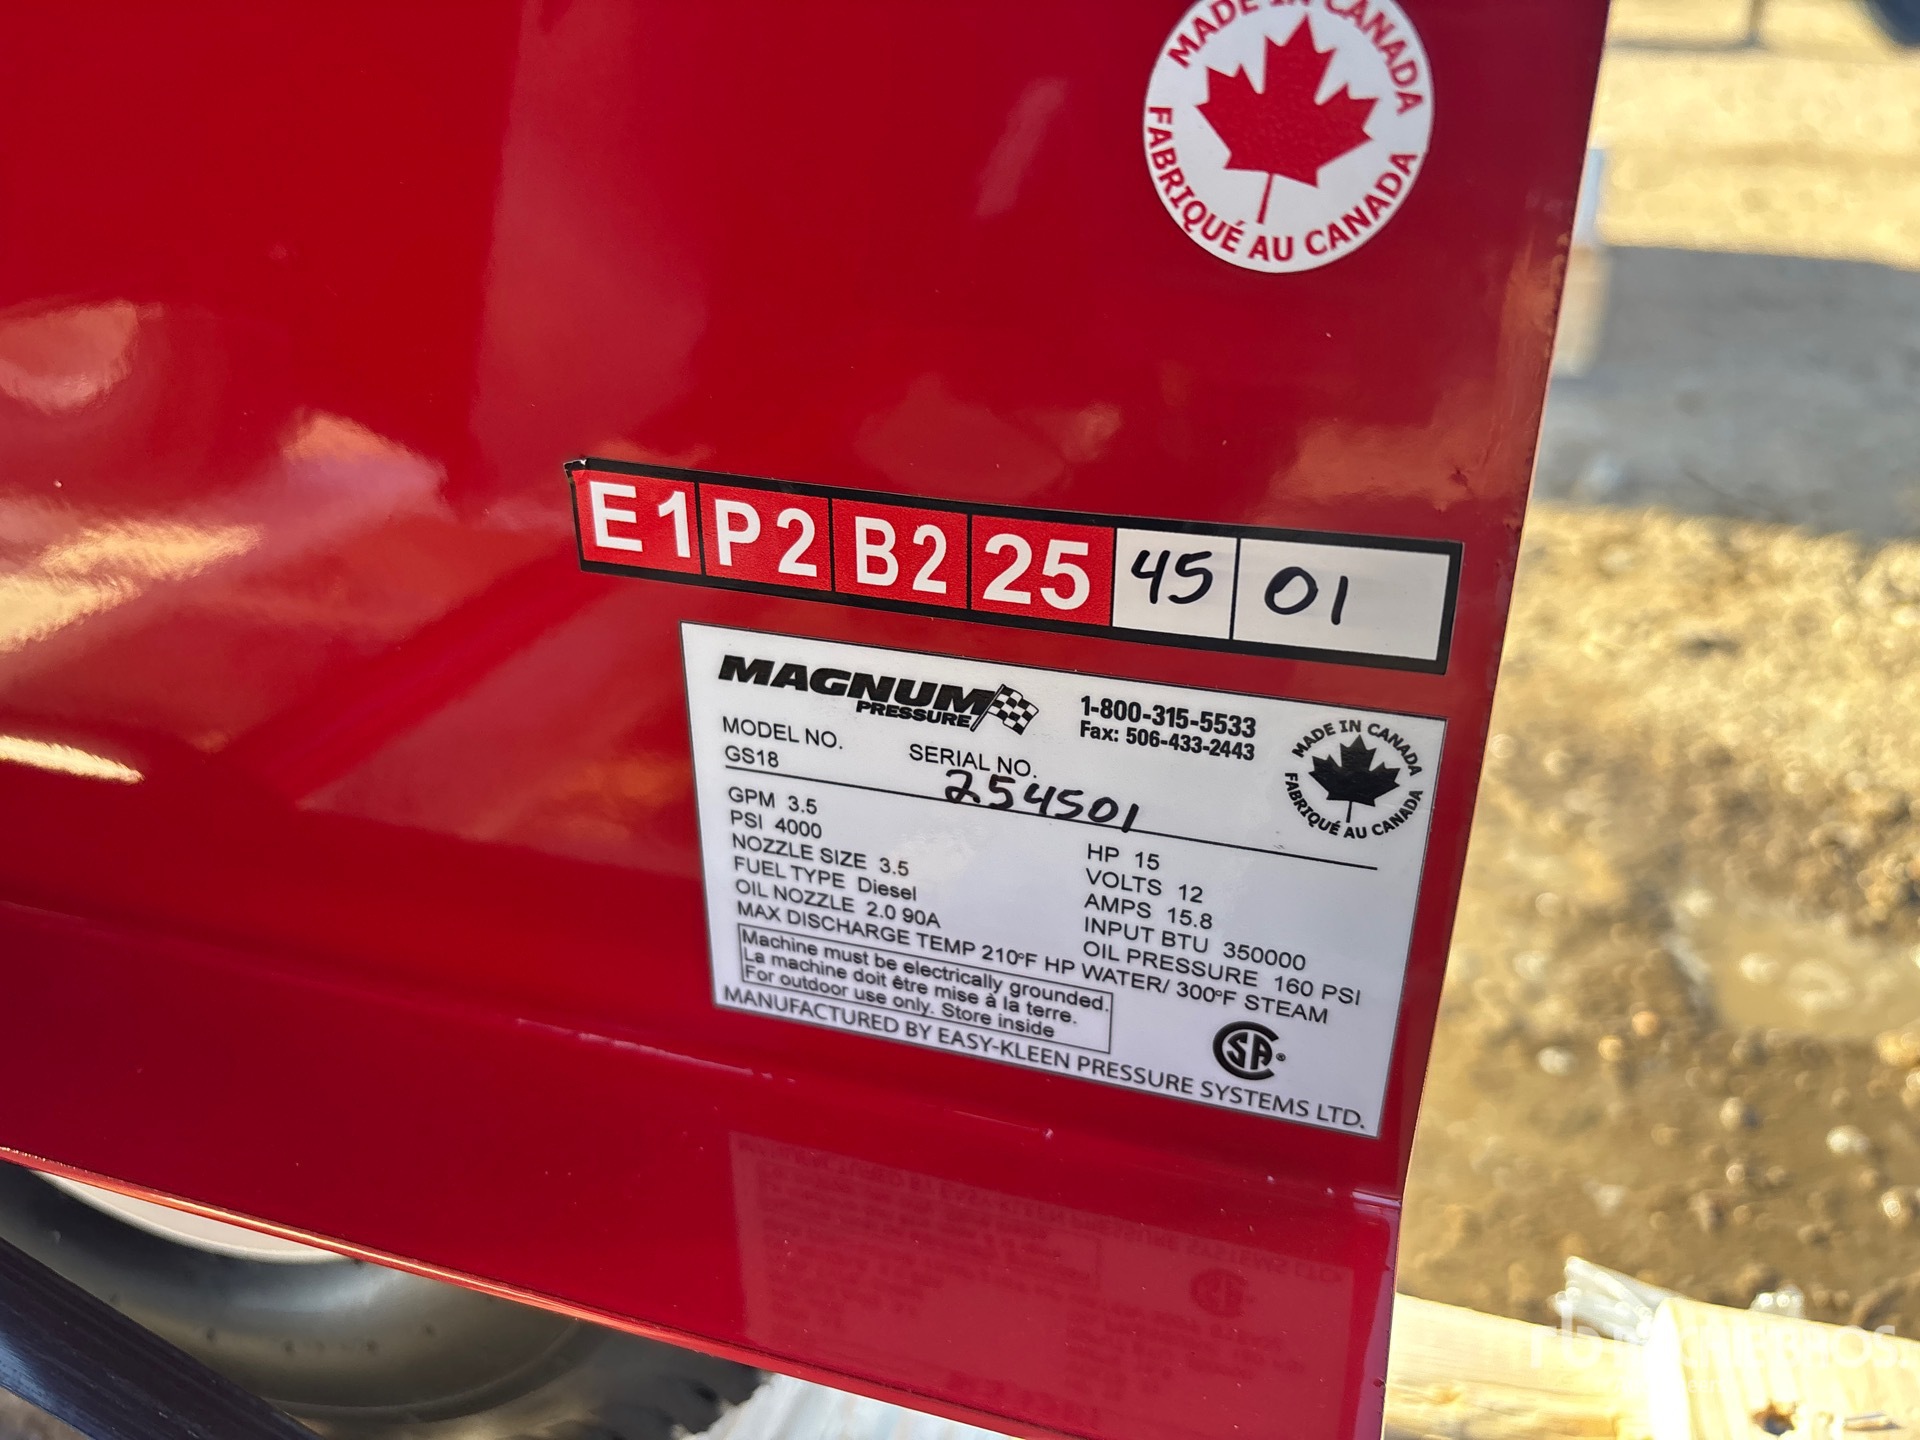 MADE IN CANADA
FABRIQUÉ AU CANADA
E1 P2 B2 25 45 01
MAGNUM
PRESSURE
1-800-315-5533
Fax: 506-433-2443
MADE IN CANADA
FABRIQUÉ AU CANADA
MODEL NO.
GS18
SERIAL NO.
254501
GPM 3.5
PSI 4000
NOZZLE SIZE 3.5
FUEL TYPE Diesel
OIL NOZZLE 2.0 90A
HP 15
VOLTS 12
AMPS 15.8
INPUT BTU 350000
OIL PRESSURE 160 PSI
MAX DISCHARGE TEMP 210°F HP WATER/ 300°F STEAM
Machine must be electrically grounded.
La machine doit être mise à la terre.
For outdoor use only. Store inside
CSA®
MANUFACTURED BY EASY-KLEEN PRESSURE SYSTEMS LTD.
rb RITCHIE BROS.